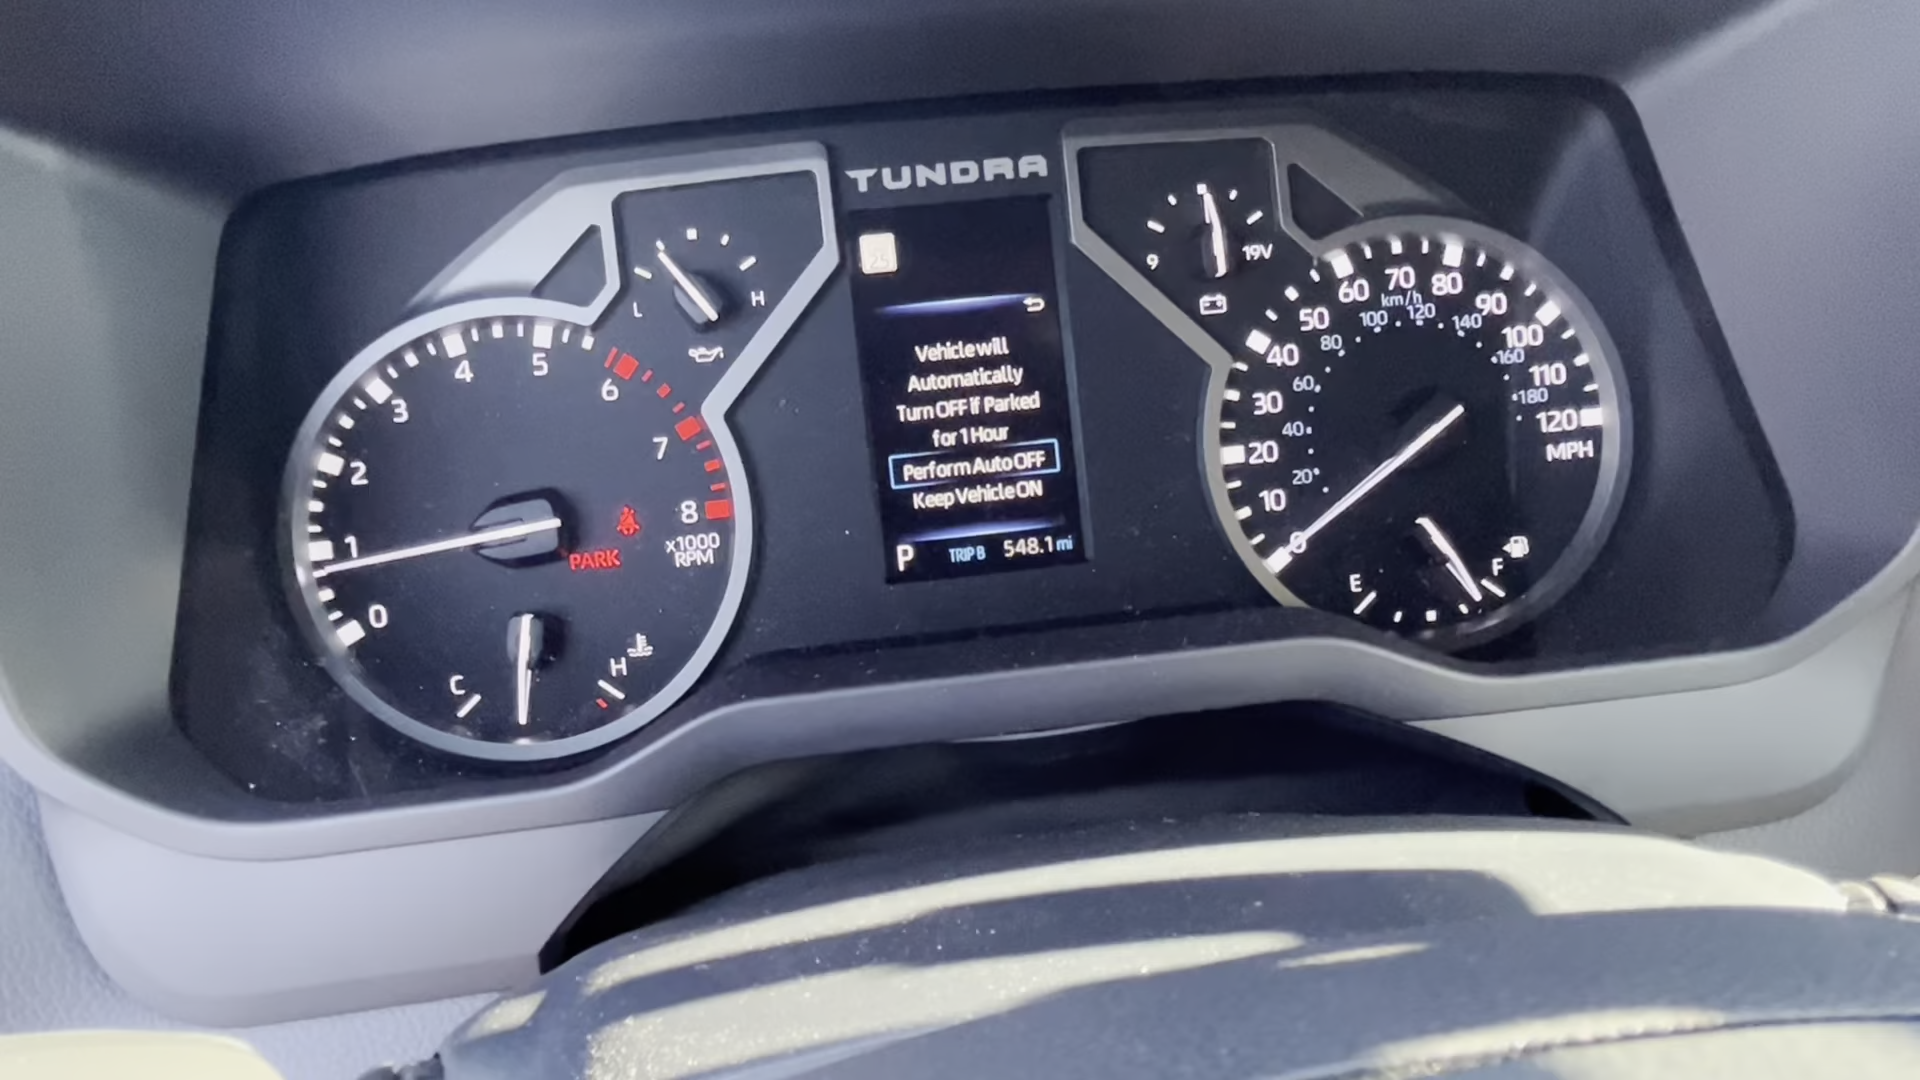 TUNDRA
Vehicle will
Automatically
Turn OFF if Parked
for 1 Hour
Perform Auto OFF
Keep Vehicle ON
P TRIP B 548.1 mi
L H
0 1 2 3 4 5 6 7 8
x1000
RPM
PARK
C H
9 19V
0 10 20 30 40 50 60 70 80 90 100 110 120
MPH
km/h
20 40 60 80 100 120 140 160 180
E F